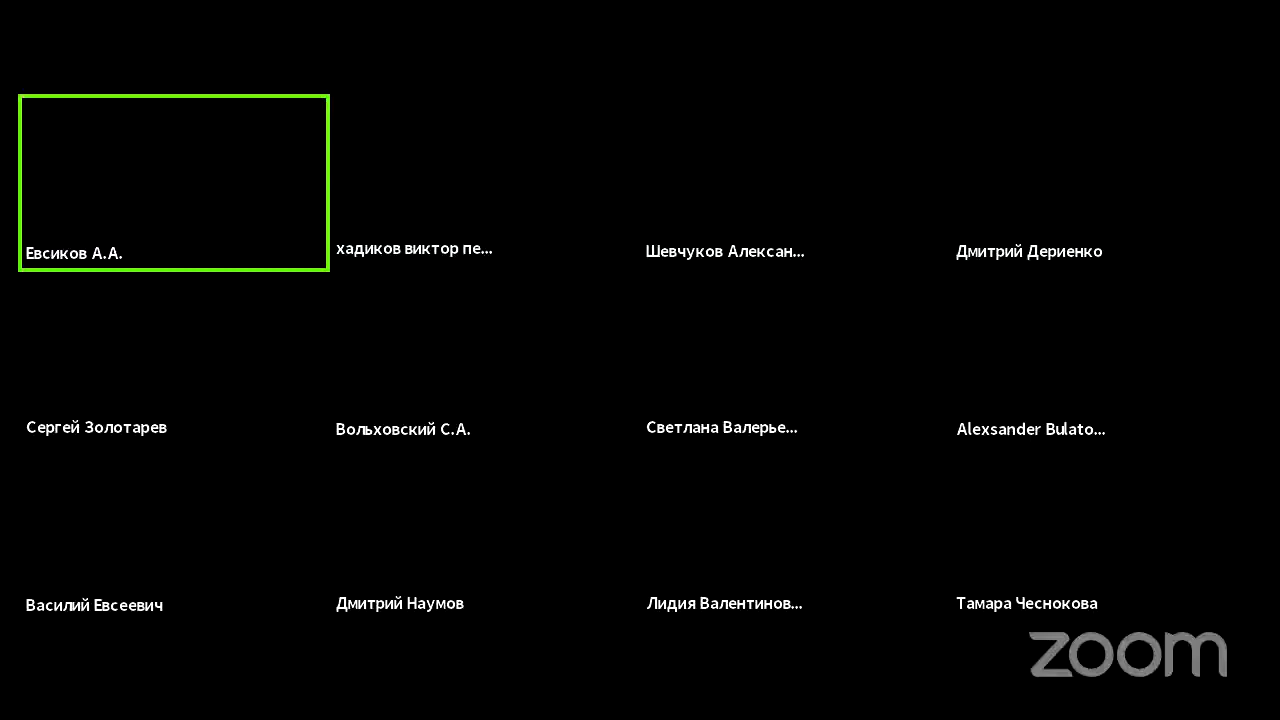 Евсиков А.А.
хадиков виктор пе...
Шевчуков Алексан...
Дмитрий Дериенко
Сергей Золотарев
Вольховский С.А.
Светлана Валерье...
Alexsander Bulato...
Василий Евсеевич
Дмитрий Наумов
Лидия Валентинов...
Тамара Чеснокова
zoom